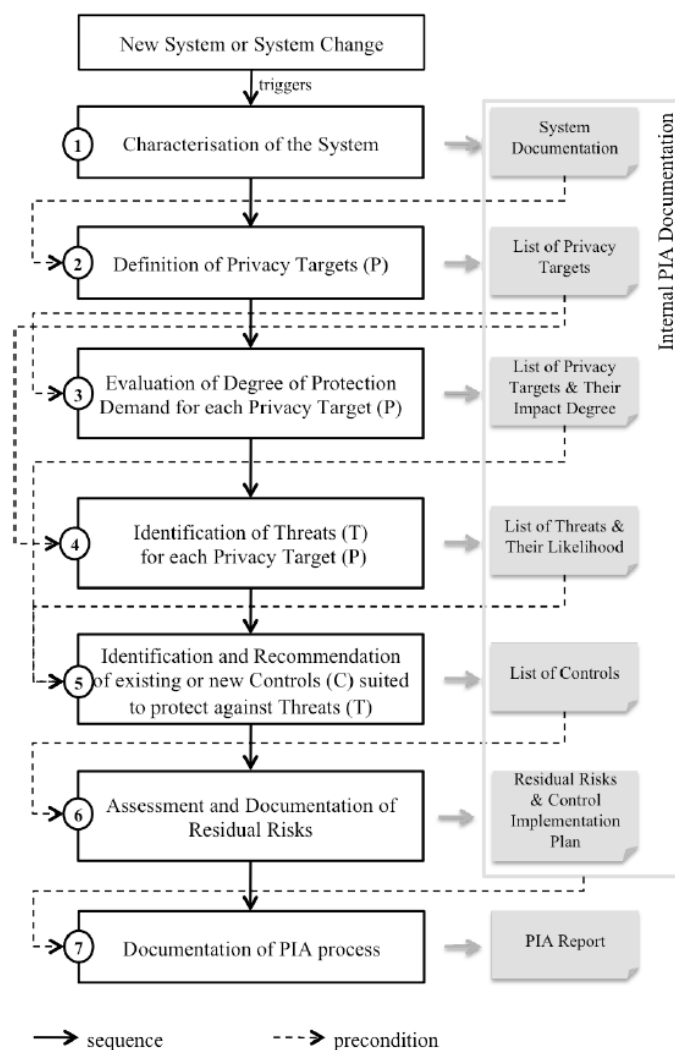 New System or System Change
triggers
1
Characterisation of the System
System
Documentation
Internal PIA Documentation
2
Definition of Privacy Targets (P)
List of Privacy
Targets
3
Evaluation of Degree of Protection
Demand for each Privacy Target (P)
List of Privacy
Targets & Their
Impact Degree
4
Identification of Threats (T)
for each Privacy Target (P)
List of Threats &
Their Likelihood
5
Identification and Recommendation
of existing or new Controls (C) suited
to protect against Threats (T)
List of Controls
6
Assessment and Documentation of
Residual Risks
Residual Risks
& Control
Implementation
Plan
7
Documentation of PIA process
PIA Report
sequence
precondition